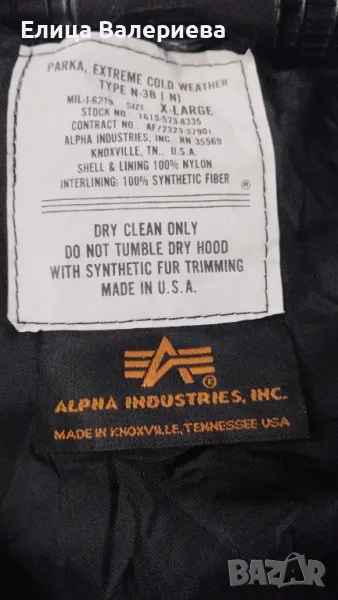 Елица Валериева
PARKA, EXTREME COLD WEATHER
TYPE N-3B ( N)
MIL-J-6279 SIZE: X-LARGE
STOCK NO.: 1615-573-8335
CONTRACT NO.: AF/2323-37901
ALPHA INDUSTRIES, INC. RN 35569
KNOXVILLE, TN., U.S.A.
SHELL & LINING 100% NYLON
INTERLINING: 100% SYNTHETIC FIBER
DRY CLEAN ONLY
DO NOT TUMBLE DRY HOOD
WITH SYNTHETIC FUR TRIMMING
MADE IN U.S.A.
ALPHA INDUSTRIES, INC.
MADE IN KNOXVILLE, TENNESSEE USA
BAZAR